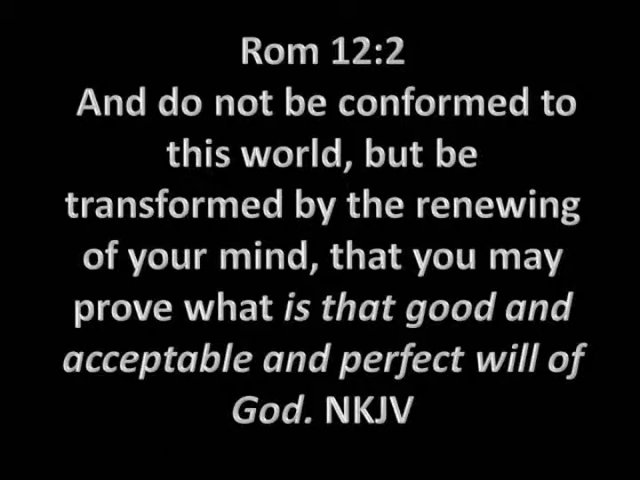 Rom 12:2
And do not be conformed to
this world, but be
transformed by the renewing
of your mind, that you may
prove what is that good and
acceptable and perfect will of
God. NKJV